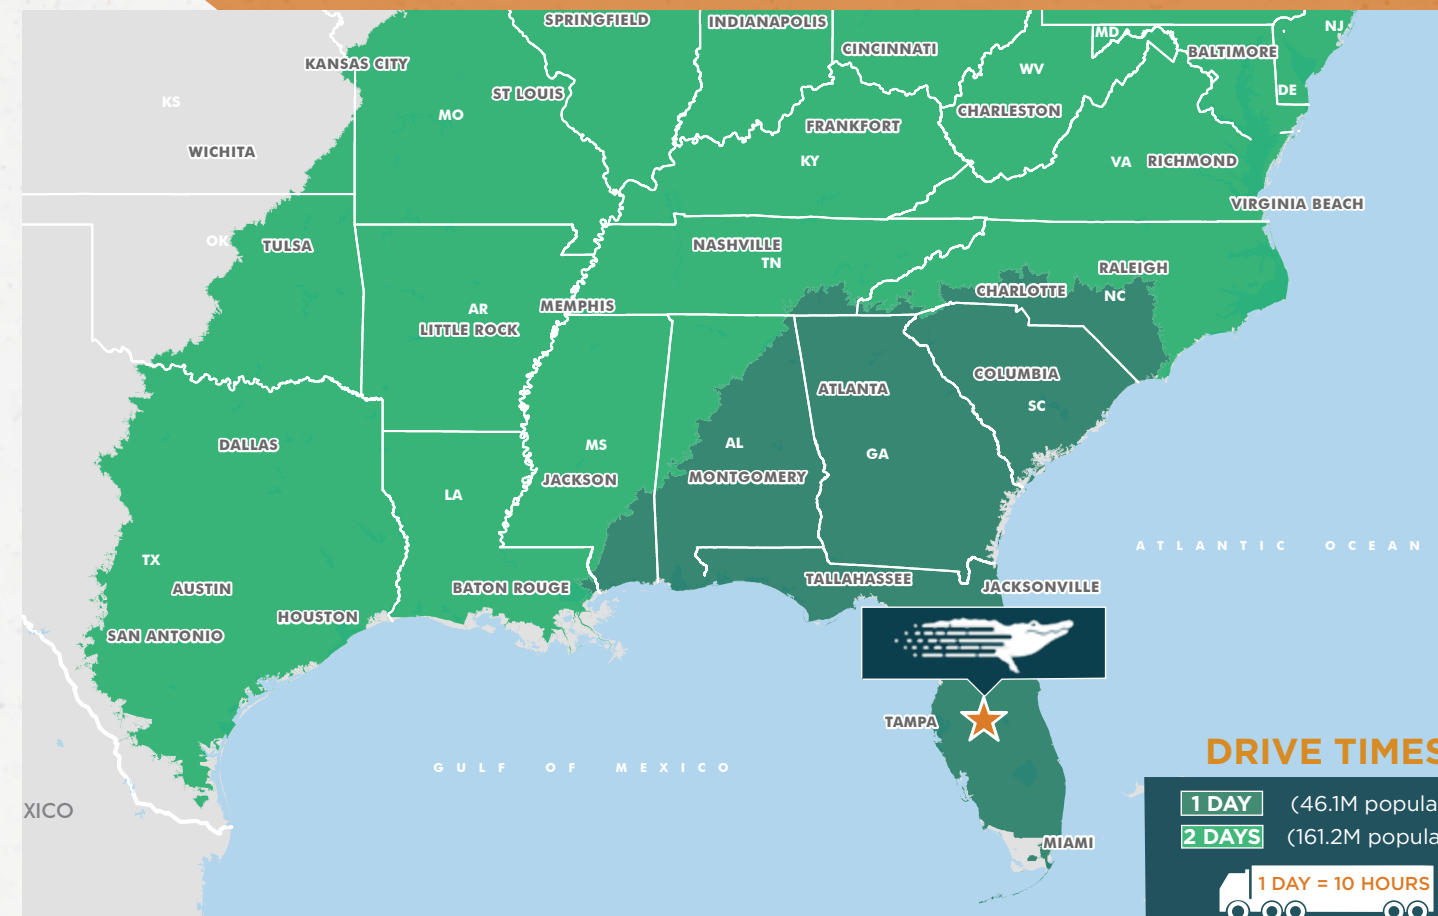 SPRINGFIELD
INDIANAPOLIS
CINCINNATI
MD
NJ
BALTIMORE
KANSAS CITY
WV
ST LOUIS
DE
KS
MO
CHARLESTON
FRANKFORT
WICHITA
KY
VA
RICHMOND
VIRGINIA BEACH
OK
TULSA
NASHVILLE
TN
RALEIGH
CHARLOTTE
NC
AR
MEMPHIS
LITTLE ROCK
COLUMBIA
ATLANTA
SC
DALLAS
MS
AL
GA
JACKSON
MONTGOMERY
LA
ATLANTIC OCEAN
TX
AUSTIN
BATON ROUGE
TALLAHASSEE
JACKSONVILLE
HOUSTON
SAN ANTONIO
TAMPA
GULF OF MEXICO
DRIVE TIMES
XICO
1 DAY (46.1M popula
2 DAYS (161.2M popula
MIAMI
1 DAY = 10 HOURS